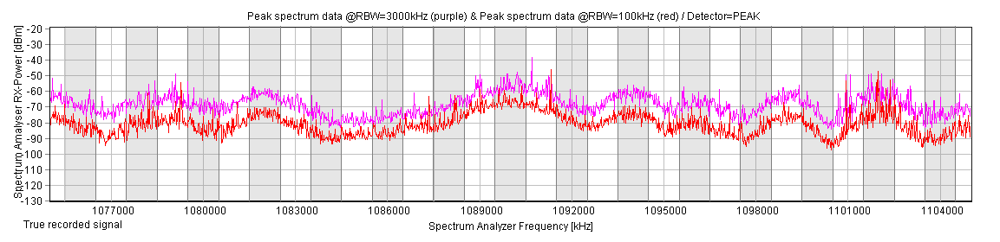 Peak spectrum data @RBW=3000kHz (purple) & Peak spectrum data @RBW=100kHz (red) / Detector=PEAK
Spectrum Analyser RX-Power [dBm]
-20
-30
-40
-50
-60
-70
-80
-90
-100
-110
-120
-130
1077000 1080000 1083000 1086000 1089000 1092000 1095000 1098000 1101000 1104000
True recorded signal
Spectrum Analyzer Frequency [kHz]